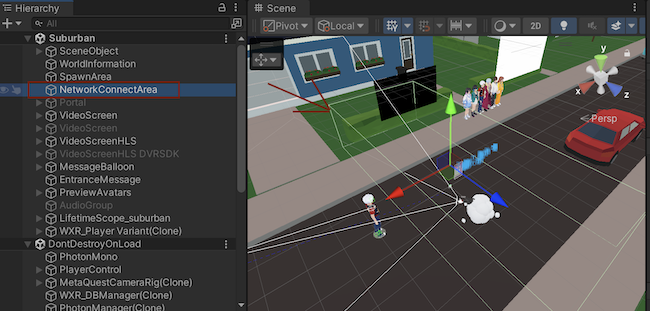 Hierarchy
All
Suburban
SceneObject
WorldInformation
SpawnArea
NetworkConnectArea
Portal
VideoScreen
VideoScreen
VideoScreenHLS
VideoScreenHLS DVRSDK
MessageBalloon
EntranceMessage
PreviewAvatars
AudioGroup
LifetimeScope_suburban
WXR_Player Variant(Clone)
DontDestroyOnLoad
PhotonMono
PlayerControl
MetaQuestCameraRig(Clone)
WXR_DBManager(Clone)
PhotonManager(Clone)
Scene
Pivot
Local
2D
y
x
z
Persp